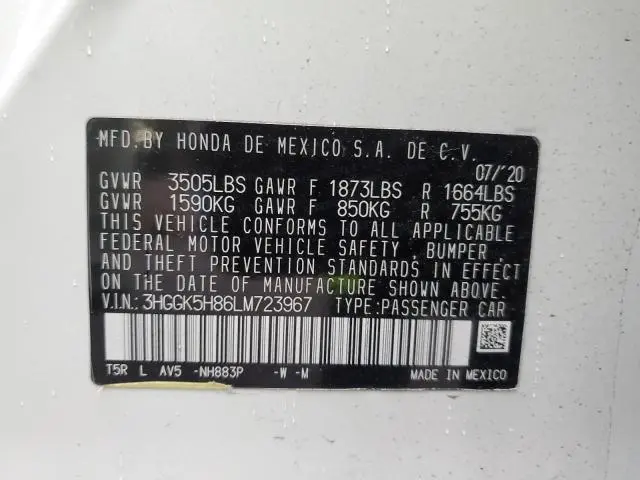 MFD.BY HONDA DE MEXICO S.A. DE C.V.
07/'20
GVWR 3505LBS GAWR F 1873LBS R 1664LBS
GVWR 1590KG GAWR F 850KG R 755KG
THIS VEHICLE CONFORMS TO ALL APPLICABLE
FEDERAL MOTOR VEHICLE SAFETY, BUMPER,
AND THEFT PREVENTION STANDARDS IN EFFECT
ON THE DATE OF MANUFACTURE SHOWN ABOVE.
V.I.N.: 3HGGK5H86LM723967 TYPE:PASSENGER CAR
T5R L AV5 -NH883P -W -M MADE IN MEXICO